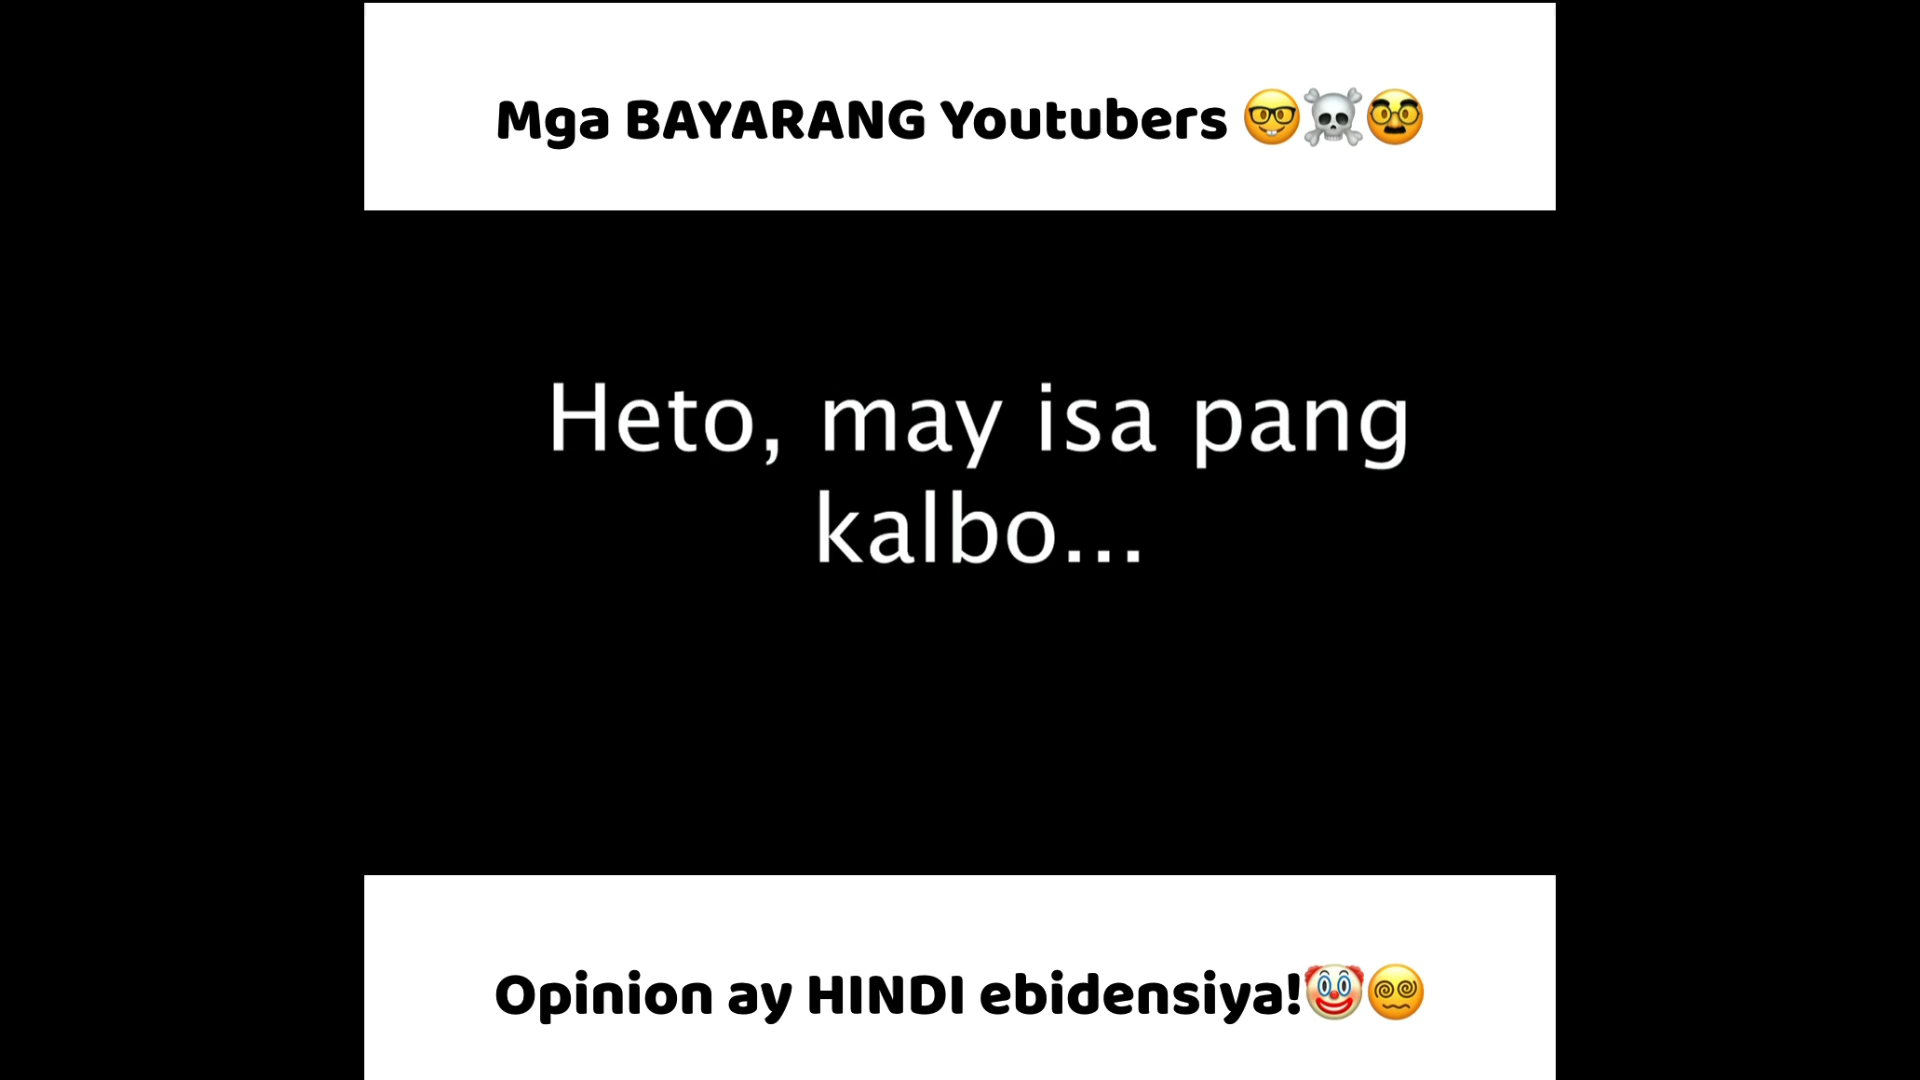 Mga BAYARANG Youtubers 🤓☠️🥸
Heto, may isa pang
kalbo...
Opinion ay HINDI ebidensiya!🤡😵‍💫